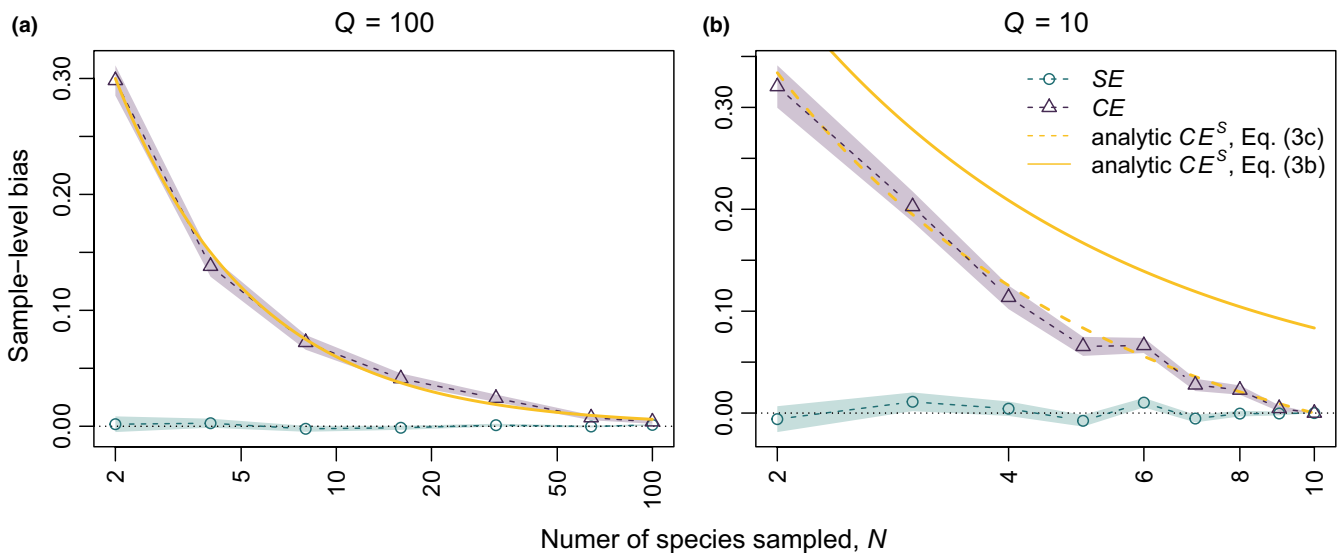 (a)
Q = 100
Sample−level bias
0.30
0.20
0.10
0.00
2
5
10
20
50
100
(b)
Q = 10
SE
CE
analytic CE^S, Eq. (3c)
analytic CE^S, Eq. (3b)
0.30
0.20
0.10
0.00
2
4
6
8
10
Numer of species sampled, N